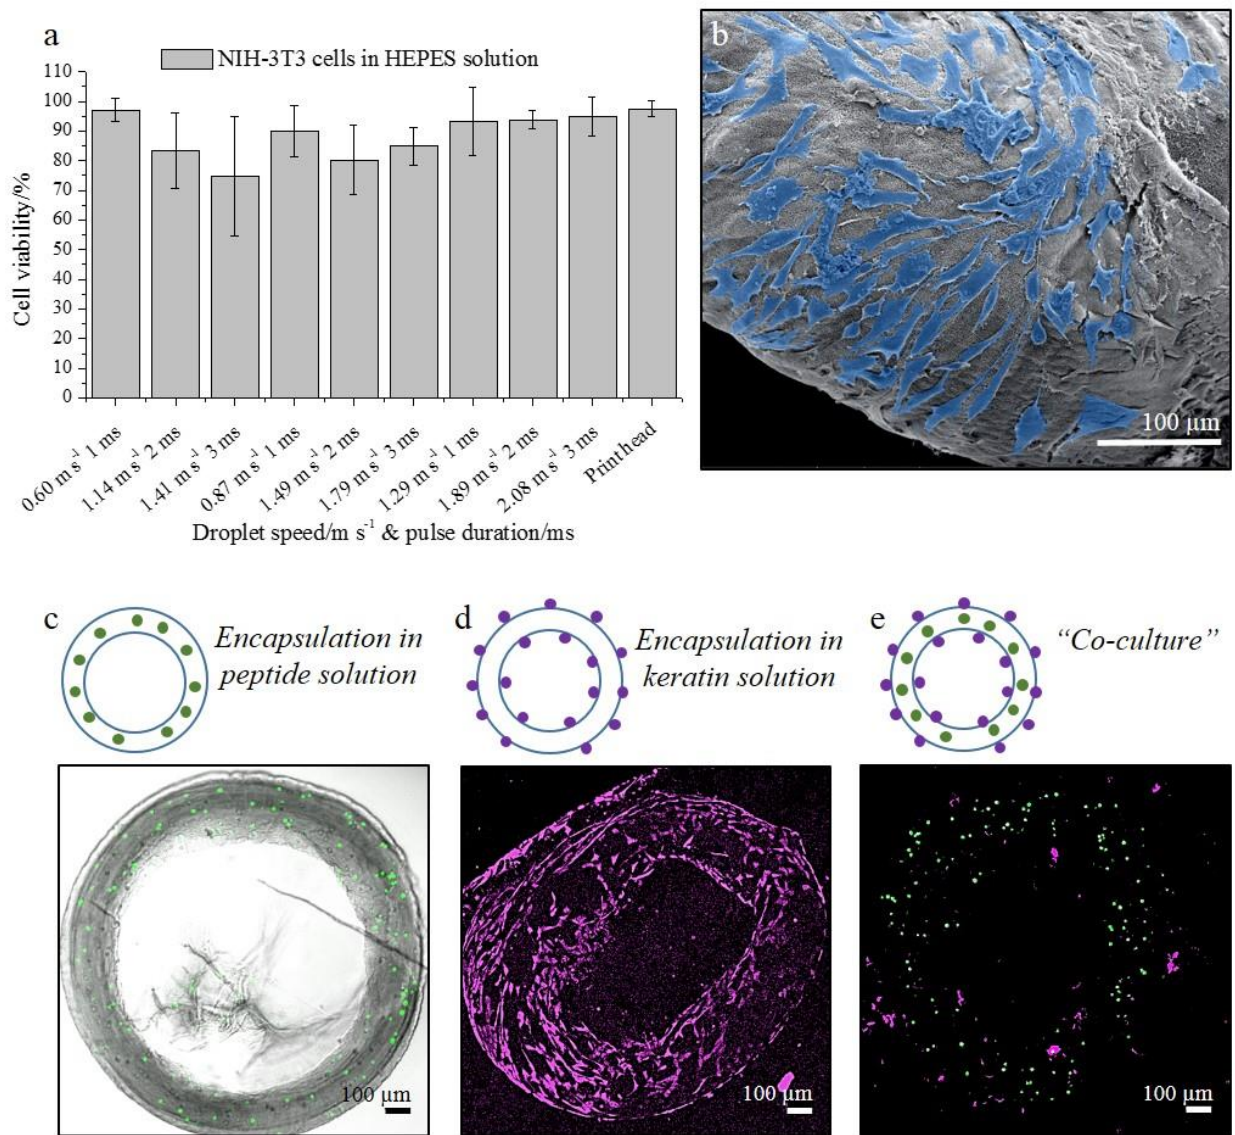 a
NIH-3T3 cells in HEPES solution
110
100
90
80
70
60
50
40
30
20
10
0
Cell viability/%
0.60 m s⁻¹ 1 ms
1.14 m s⁻¹ 2 ms
1.41 m s⁻¹ 3 ms
0.87 m s⁻¹ 1 ms
1.49 m s⁻¹ 2 ms
1.79 m s⁻¹ 3 ms
1.29 m s⁻¹ 1 ms
1.89 m s⁻¹ 2 ms
2.08 m s⁻¹ 3 ms
Printhead
Droplet speed/m s⁻¹ & pulse duration/ms
b
100 µm
c
Encapsulation in
peptide solution
100 µm
d
Encapsulation in
keratin solution
100 µm
e
“Co-culture”
100 µm